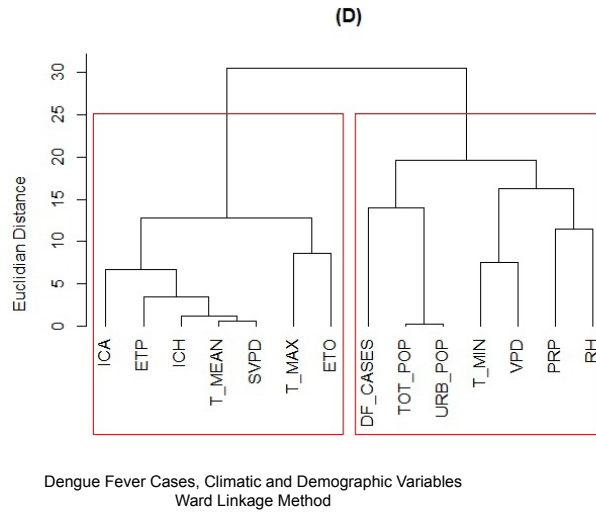 (D)
Euclidian Distance
30
25
20
15
10
5
0
ICA
ETP
ICH
T_MEAN
SVPD
T_MAX
ETO
DF_CASES
TOT_POP
URB_POP
T_MIN
VPD
PRP
RH
Dengue Fever Cases, Climatic and Demographic Variables
Ward Linkage Method